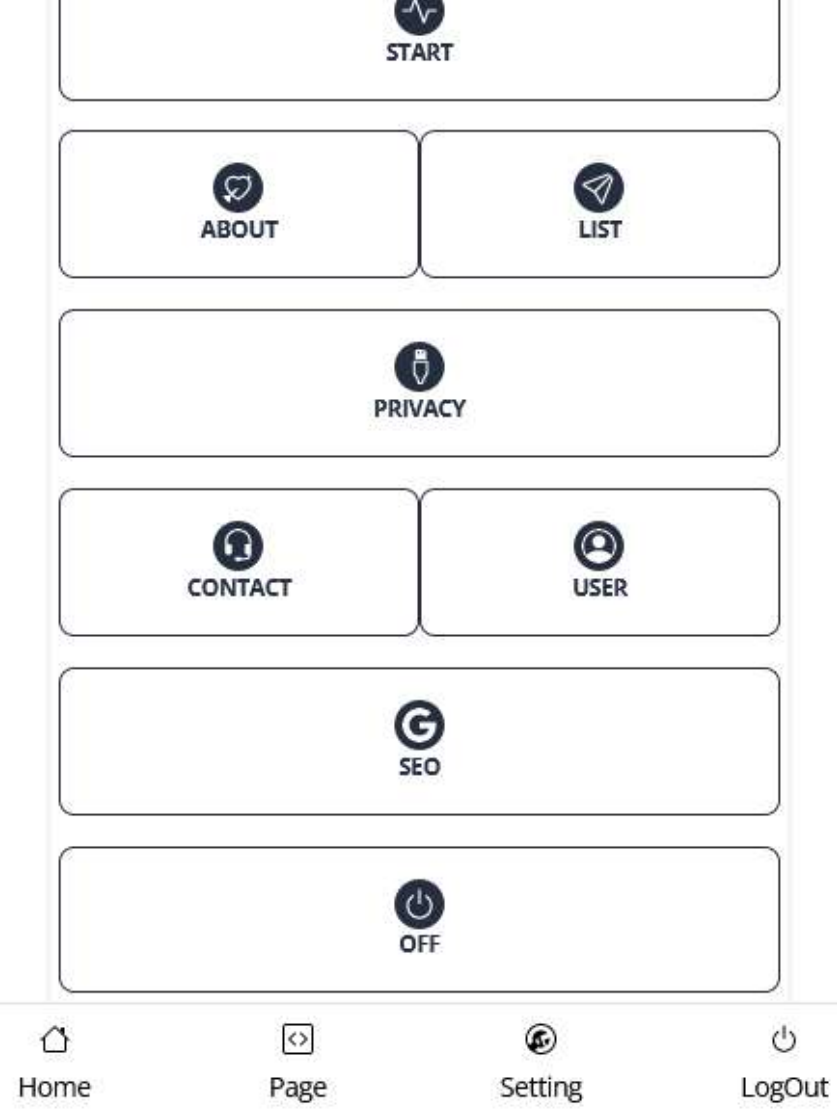 START
ABOUT
LIST
PRIVACY
CONTACT
USER
SEO
OFF
Home
Page
Setting
LogOut